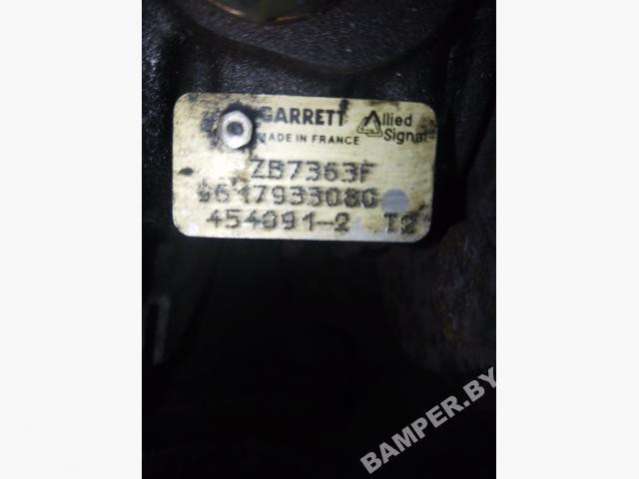 GARRETT Allied
MADE IN FRANCE Signal
ZB7363F
9617933080
454091-2 T2
BAMPER.BY